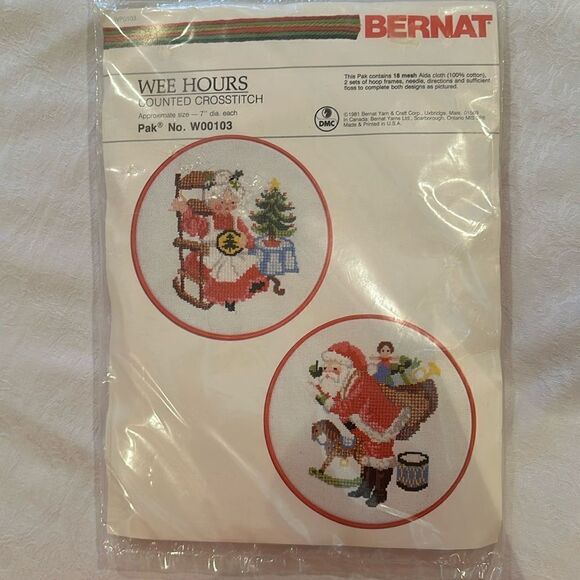 WP0103
BERNAT
WEE HOURS
COUNTED CROSSTITCH
Approximate size — 7" dia. each
Pak® No. W00103
This Pak contains 18 mesh Aida cloth (100% cotton),
2 sets of hoop frames, needle, directions and sufficient
floss to complete both designs as pictured.
DMC
©1981 Bernat Yarn & Craft Corp., Uxbridge, Mass. 01569
In Canada: Bernat Yarns Ltd., Scarborough, Ontario
Made & Printed in U.S.A.